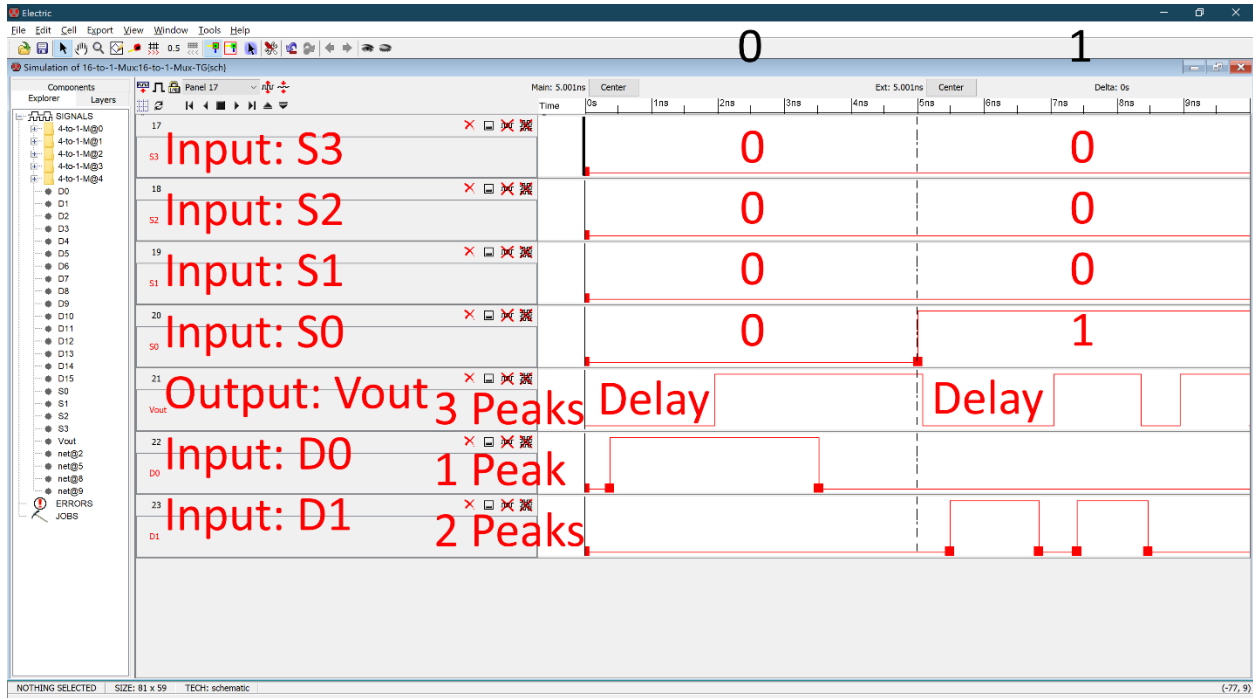 Electric
File Edit Cell Export View Window Tools Help
0.5
0 1
Simulation of 16-to-1-Mux:16-to-1-Mux-TG{sch}
Components
Explorer Layers
Panel 17
Main: 5.001ns Center Ext: 5.001ns Center Delta: 0s
Time 0s 1ns 2ns 3ns 4ns 5ns 6ns 7ns 8ns 9ns
SIGNALS
4-to-1-M@0
4-to-1-M@1
4-to-1-M@2
4-to-1-M@3
4-to-1-M@4
D0
D1
D2
D3
D4
D5
D6
D7
D8
D9
D10
D11
D12
D13
D14
D15
S0
S1
S2
S3
Vout
net@2
net@5
net@8
net@9
ERRORS
JOBS
17
S3 Input: S3 0 0
18
S2 Input: S2 0 0
19
S1 Input: S1 0 0
20
S0 Input: S0 0 1
21
Vout Output: Vout 3 Peaks Delay Delay
22
D0 Input: D0 1 Peak
23
D1 Input: D1 2 Peaks
NOTHING SELECTED SIZE: 81 x 59 TECH: schematic (-77, 9)